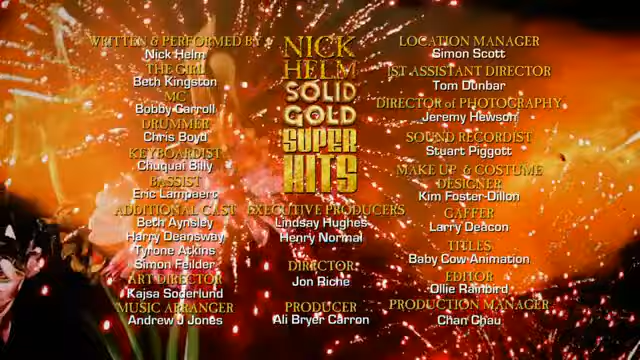 WRITTEN & PERFORMED BY
Nick Helm
THE GIRL
Beth Kingston
MC
Bobby Carroll
DRUMMER
Chris Boyd
KEYBOARDIST
Chuquai Billy
BASSIST
Eric Lampaert
ADDITIONAL CAST
Beth Aynsley
Harry Deansway
Tyrone Atkins
Simon Feilder
ART DIRECTOR
Kajsa Soderlund
MUSIC ARRANGER
Andrew J Jones
NICK
HELM
SOLID
GOLD
SUPER
HITS
EXECUTIVE PRODUCERS
Lindsay Hughes
Henry Normal
DIRECTOR
Jon Riche
PRODUCER
Ali Bryer Carron
LOCATION MANAGER
Simon Scott
1ST ASSISTANT DIRECTOR
Tom Dunbar
DIRECTOR of PHOTOGRAPHY
Jeremy Hewson
SOUND RECORDIST
Stuart Piggott
MAKE UP & COSTUME
DESIGNER
Kim Foster-Dillon
GAFFER
Larry Deacon
TITLES
Baby Cow Animation
EDITOR
Ollie Rainbird
PRODUCTION MANAGER
Chan Chau